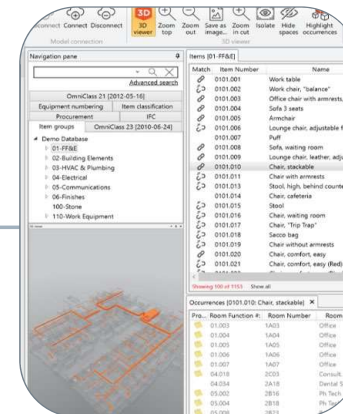 Connect Disconnect
3D viewer
Zoom top
Zoom out
Save as image...
Zoom in cut
Isolate
Hide spaces
Highlight occurrences
Model connection
3D viewer
Navigation pane
Advanced search
OmniClass 21 [2012-05-16]
Equipment numbering Item classification
Procurement IFC
Item groups OmniClass 23 [2010-06-24]
Demo Database
01-FF&E
02-Building Elements
03-HVAC & Plumbing
04-Electrical
05-Communications
06-Finishes
100-Stone
110-Work Equipment
Items [01-FF&E]
Match Item Number Name
0101.001 Work table
0101.002 Work chair, "balance"
0101.003 Office chair with armrests,
0101.004 Sofa 3 seats
0101.005 Armchair
0101.006 Lounge chair, adjustable
0101.007 Puff
0101.008 Sofa, waiting room
0101.009 Lounge chair, leather,
0101.010 Chair, stackable
0101.011 Chair with armrests
0101.013 Stool, high, behind
0101.014 Chair, cafeteria
0101.015 Stool
0101.016 Chair, waiting room
0101.017 Chair, "Trip Trap"
0101.018 Secco bag
0101.019 Chair without armrests
0101.020 Chair, comfort, easy
0101.021 Chair, comfort, easy (Red)
Showing 100 of 1153 Show all
Occurrences [0101.010: Chair, stackable]
Pro... Room Function #: Room Number Room
01.003 1A03 Office
01.004 1A04 Office
01.005 1A05 Office
01.006 1A06 Office
01.007 1A07 Office
64.018 2C03 Consult
04.034 2A18 Dental
05.002 2B16 Ph Tech
05.004 2B18 Ph
05.008 2B21